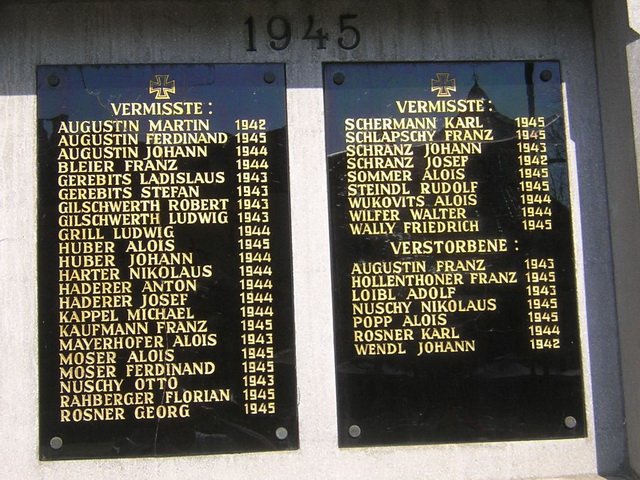 1945
VERMISSTE:
AUGUSTIN MARTIN 1942
AUGUSTIN FERDINAND 1945
AUGUSTIN JOHANN 1944
BLEIER FRANZ 1944
GEREBITS LADISLAUS 1943
GEREBITS STEFAN 1943
GILSCHWERTH ROBERT 1943
GILSCHWERTH LUDWIG 1943
GRILL LUDWIG 1944
HUBER ALOIS 1945
HUBER JOHANN 1944
HARTER NIKOLAUS 1944
HADERER ANTON 1944
HADERER JOSEF 1944
KAPPEL MICHAEL 1944
KAUFMANN FRANZ 1945
MAYERHOFER ALOIS 1943
MOSER ALOIS 1945
MOSER FERDINAND 1945
NUSCHY OTTO 1943
RAHBERGER FLORIAN 1945
ROSNER GEORG 1945
VERMISSTE:
SCHERMANN KARL 1945
SCHLAPSCHY FRANZ 1945
SCHRANZ JOHANN 1943
SCHRANZ JOSEF 1942
SOMMER ALOIS 1945
STEINDL RUDOLF 1945
WUKOVITS ALOIS 1944
WILFER WALTER 1944
WALLY FRIEDRICH 1945
VERSTORBENE:
AUGUSTIN FRANZ 1943
HOLLENTHONER FRANZ 1945
LOIBL ADOLF 1943
NUSCHY NIKOLAUS 1945
POPP ALOIS 1945
ROSNER KARL 1944
WENDL JOHANN 1942